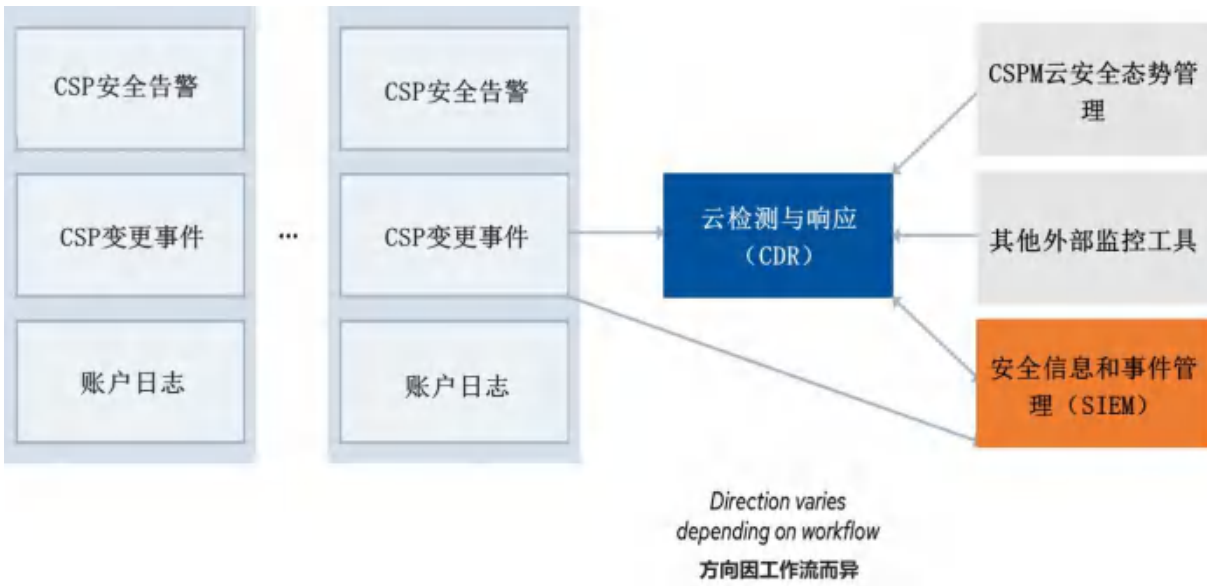 CSP安全告警
CSP变更事件
账户日志
...
CSP安全告警
CSP变更事件
账户日志
云检测与响应
（CDR）
CSPM云安全态势管
理
其他外部监控工具
安全信息和事件管
理（SIEM）
Direction varies
depending on workflow
方向因工作流而异